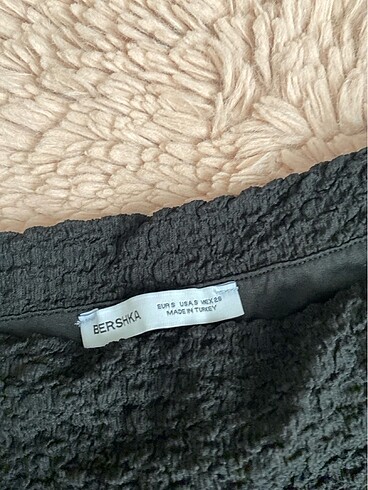 BERSHKA
EUR S USA S MEX 26
MADE IN TURKEY